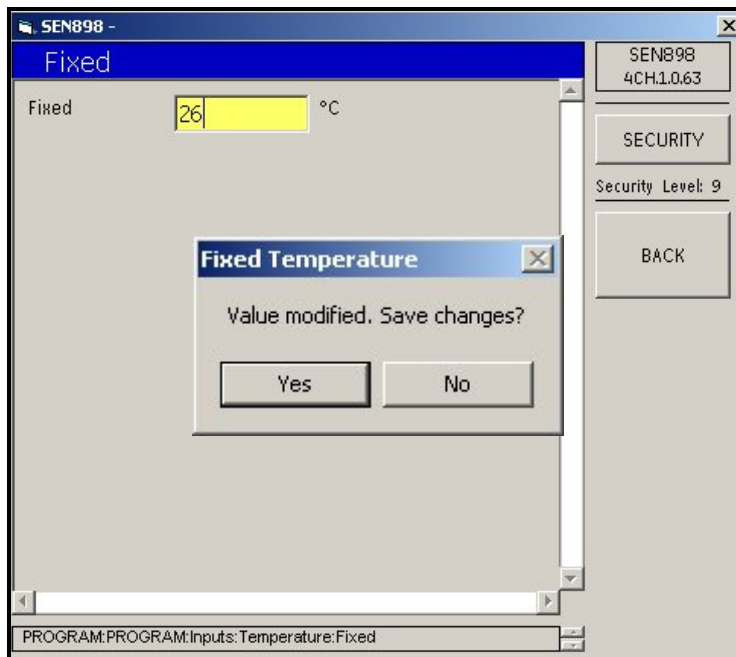 SEN898 -
Fixed
SEN898
4CH.1.0.63
Fixed 26 °C
SECURITY
Security Level: 9
BACK
Fixed Temperature
Value modified. Save changes?
Yes No
PROGRAM:PROGRAM:Inputs:Temperature:Fixed